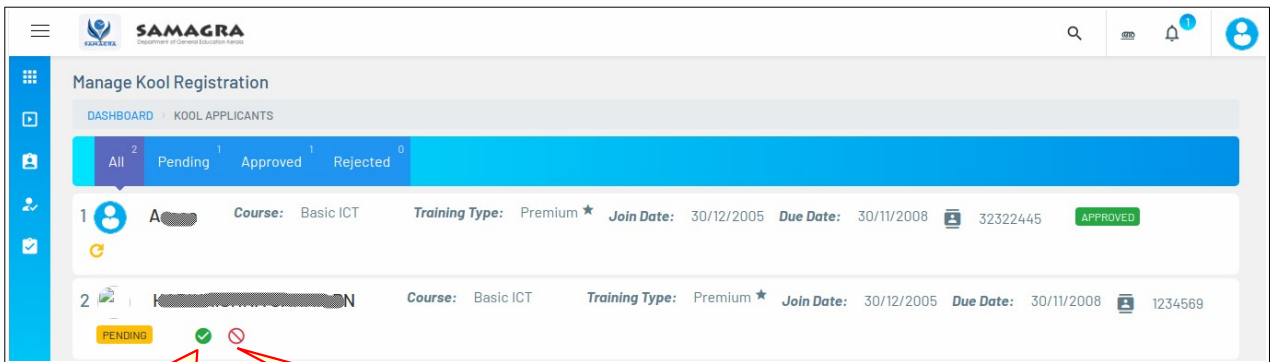 SAMAGRA
SAMAGRA
Department of General Education Kerala
1
Manage Kool Registration
DASHBOARD KOOL APPLICANTS
All 2 Pending 1 Approved 1 Rejected 0
1 Course: Basic ICT Training Type: Premium Join Date: 30/12/2005 Due Date: 30/11/2008 32322445 APPROVED
2 Course: Basic ICT Training Type: Premium Join Date: 30/12/2005 Due Date: 30/11/2008 1234569
PENDING